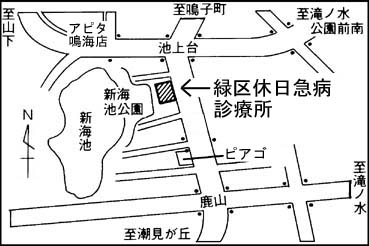 至山下
アピタ
鳴海店
至鳴子町
至滝ノ水
公園前南
池上台
新海
池公園
新海池
←緑区休日急病
診療所
N
ピアゴ
至滝ノ水
鹿山
至潮見が丘